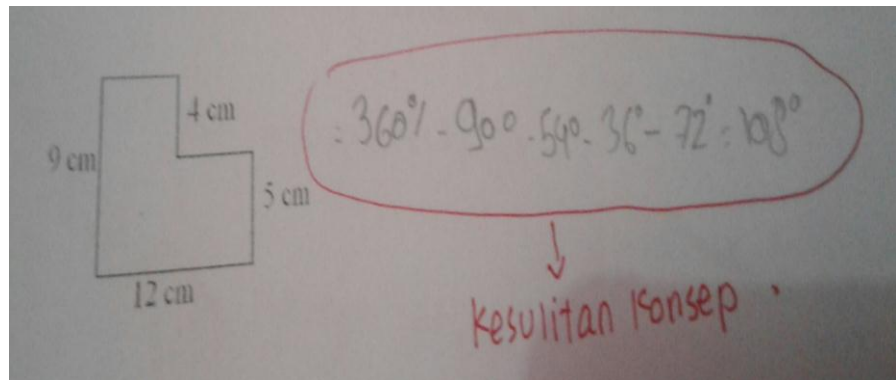 4 cm
9 cm
5 cm
12 cm
= 360° - 90° - 54° - 36° - 72° = 108°
Kesulitan Konsep